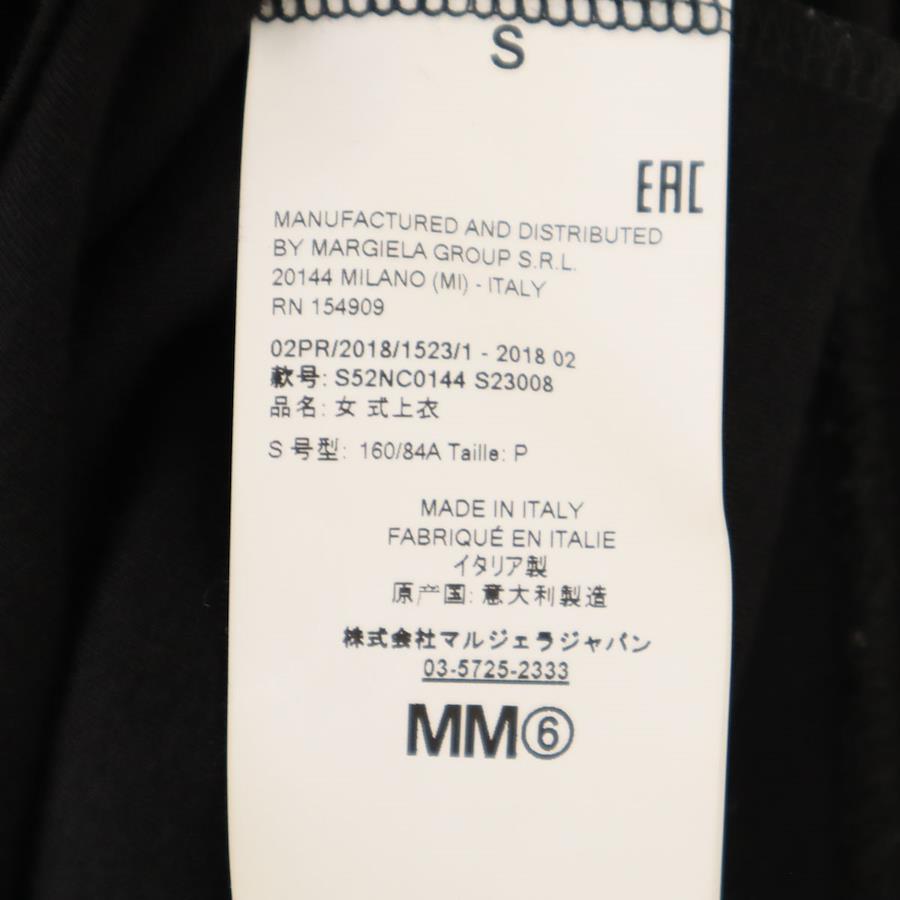 S
EAC
MANUFACTURED AND DISTRIBUTED
BY MARGIELA GROUP S.R.L.
20144 MILANO (MI) - ITALY
RN 154909
02PR/2018/1523/1 - 2018 02
款号: S52NC0144 S23008
品名: 女 式上衣
S 号型: 160/84A Taille: P
MADE IN ITALY
FABRIQUÉ EN ITALIE
イタリア製
原产国: 意大利製造
株式会社マルジェラジャパン
03-5725-2333
MM⑥